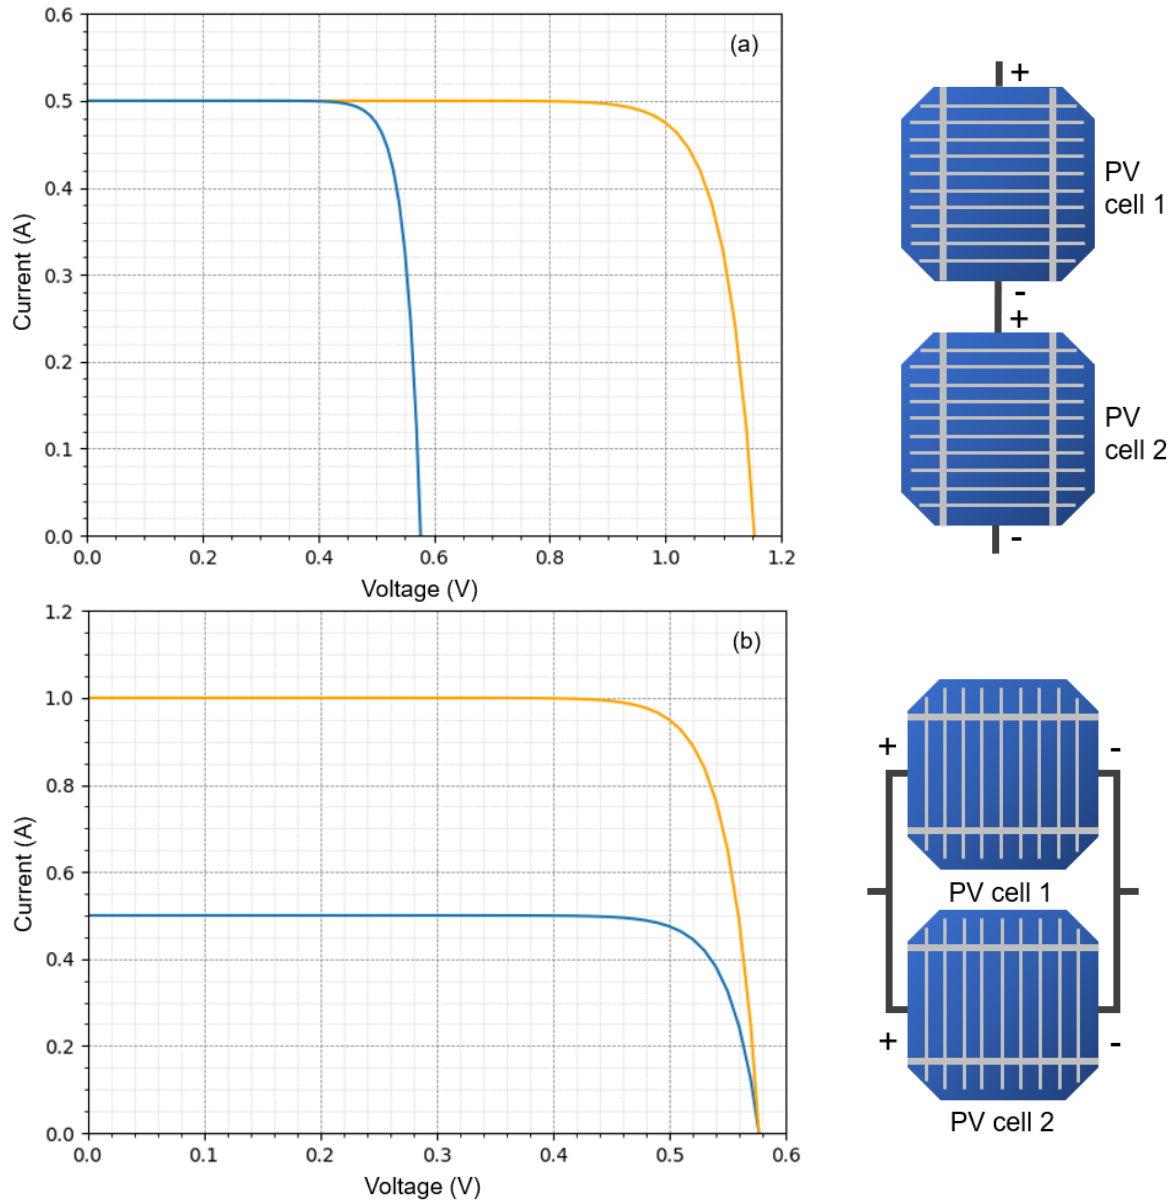 0.6
(a)
0.5
0.4
0.3
0.2
0.1
0.0
Current (A)
0.0 0.2 0.4 0.6 0.8 1.0 1.2
Voltage (V)
+
PV
cell 1
-
+
PV
cell 2
-
1.2
(b)
1.0
0.8
0.6
0.4
0.2
0.0
Current (A)
0.0 0.1 0.2 0.3 0.4 0.5 0.6
Voltage (V)
+ -
PV cell 1
+ -
PV cell 2